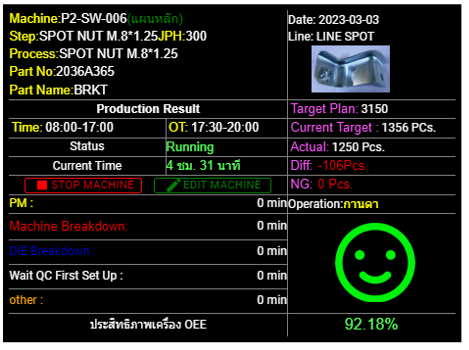 Machine:P2-SW-006(แผนหลัก)
Date: 2023-03-03
Step:SPOT NUT M.8*1.25JPH:300
Line: LINE SPOT
Process:SPOT NUT M.8*1.25
Part No:2036A365
Part Name:BRKT
Production Result
Target Plan: 3150
Time: 08:00-17:00
OT: 17:30-20:00
Current Target : 1356 PCs.
Status
Running
Actual: 1250 Pcs.
Current Time
4 ชม. 31 นาที
Diff: -106Pcs.
STOP MACHINE
EDIT MACHINE
NG: 0 Pcs.
PM :
0 min
Operation:กานดา
Machine Breakdown:
0 min
DIE Breakdown :
0 min
Wait QC First Set Up :
0 min
other :
0 min
ประสิทธิภาพเครื่อง OEE
92.18%